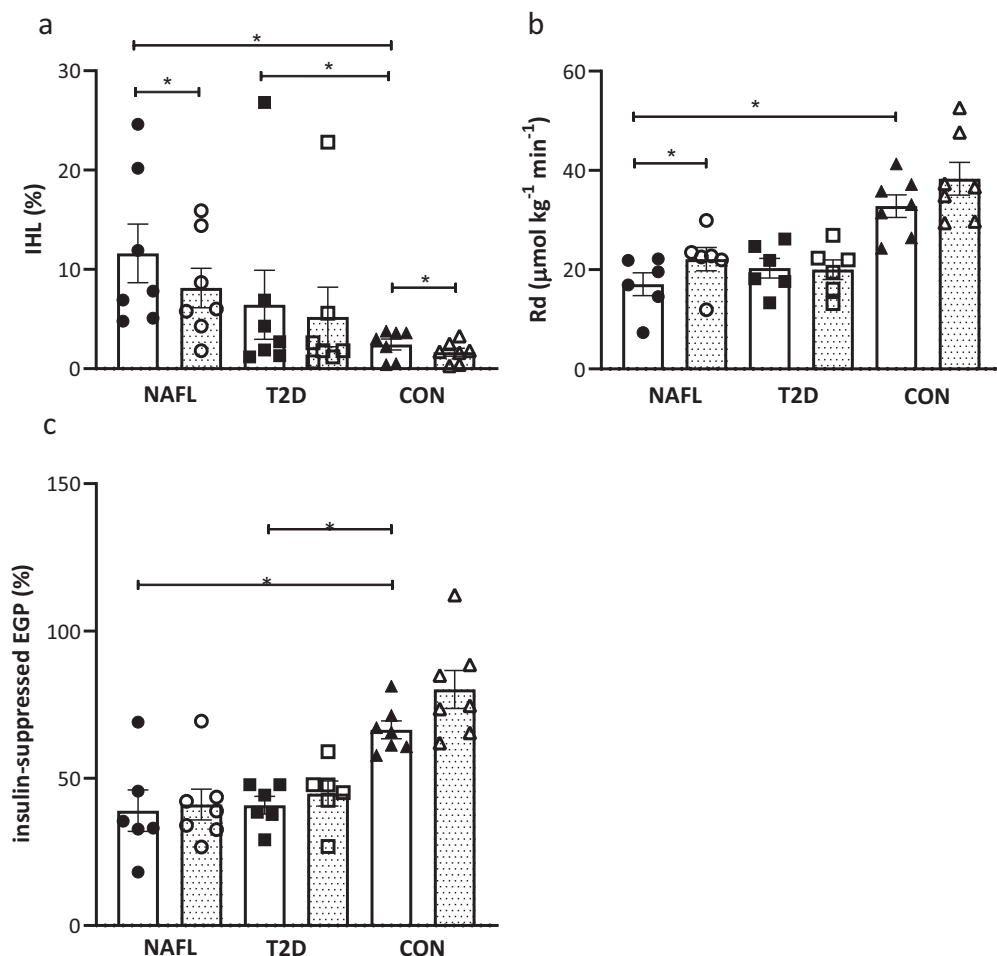 a
*
*
*
*
30
20
10
0
IHL (%)
NAFL T2D CON
b
*
*
60
40
20
0
Rd (μmol kg⁻¹ min⁻¹)
NAFL T2D CON
c
*
*
150
100
50
0
insulin-suppressed EGP (%)
NAFL T2D CON